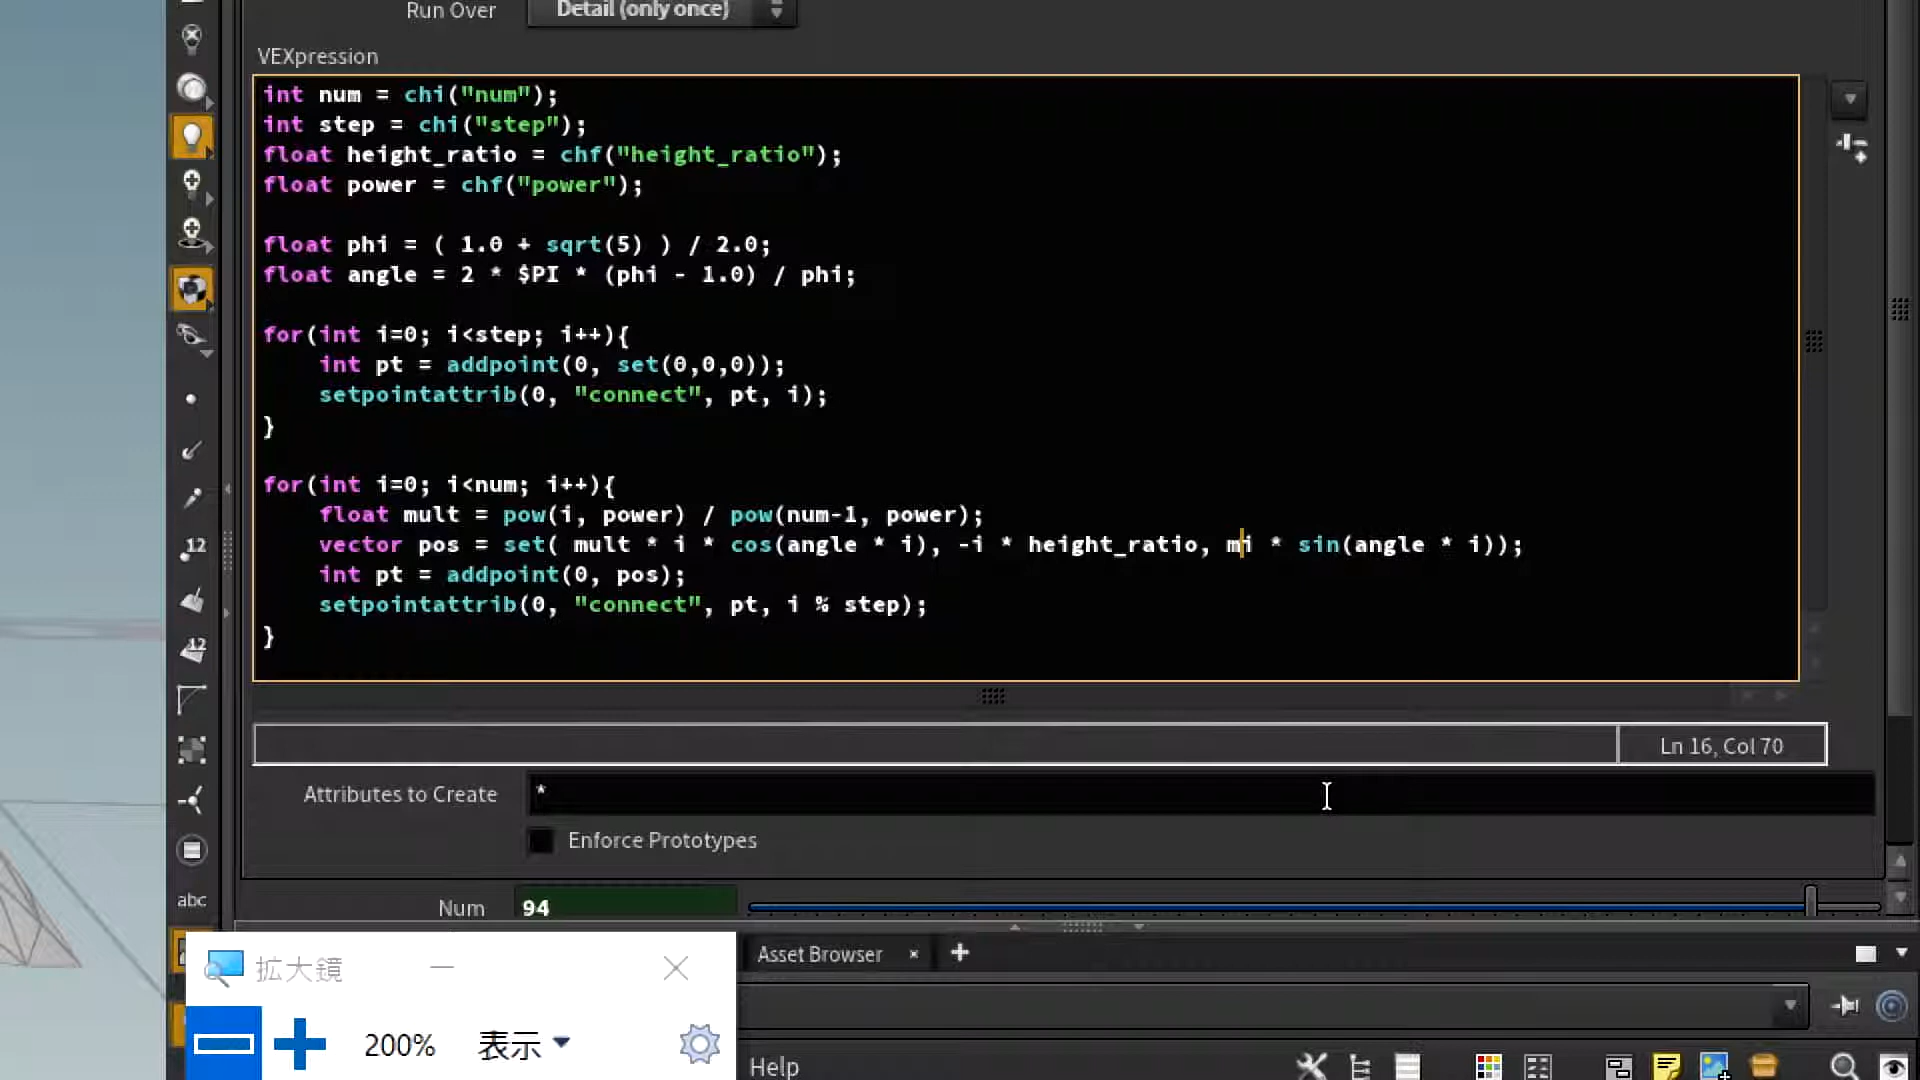 Run Over Detail (only once)
VEXpression
int num = chi("num");
int step = chi("step");
float height_ratio = chf("height_ratio");
float power = chf("power");
float phi = ( 1.0 + sqrt(5) ) / 2.0;
float angle = 2 * $PI * (phi - 1.0) / phi;
for(int i=0; i<step; i++){
int pt = addpoint(0, set(0,0,0));
setpointattrib(0, "connect", pt, i);
}
for(int i=0; i<num; i++){
float mult = pow(i, power) / pow(num-1, power);
vector pos = set( mult * i * cos(angle * i), -i * height_ratio, mi * sin(angle * i));
int pt = addpoint(0, pos);
setpointattrib(0, "connect", pt, i % step);
}
Ln 16, Col 70
Attributes to Create *
Enforce Prototypes
Num 94
12
12
abc
Asset Browser × +
拡大鏡
200% 表示
Help